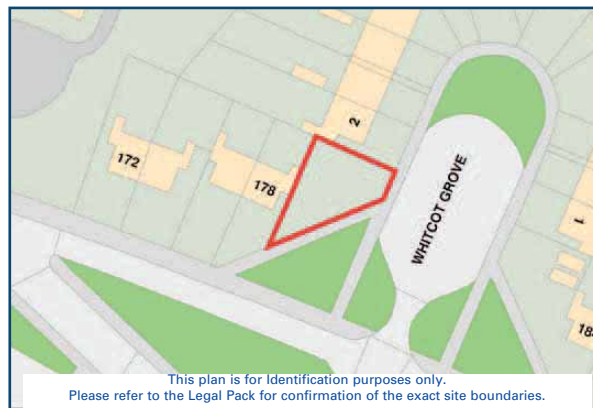 2
172
178
WHITCOT GROVE
1
18
This plan is for Identification purposes only.
Please refer to the Legal Pack for confirmation of the exact site boundaries.